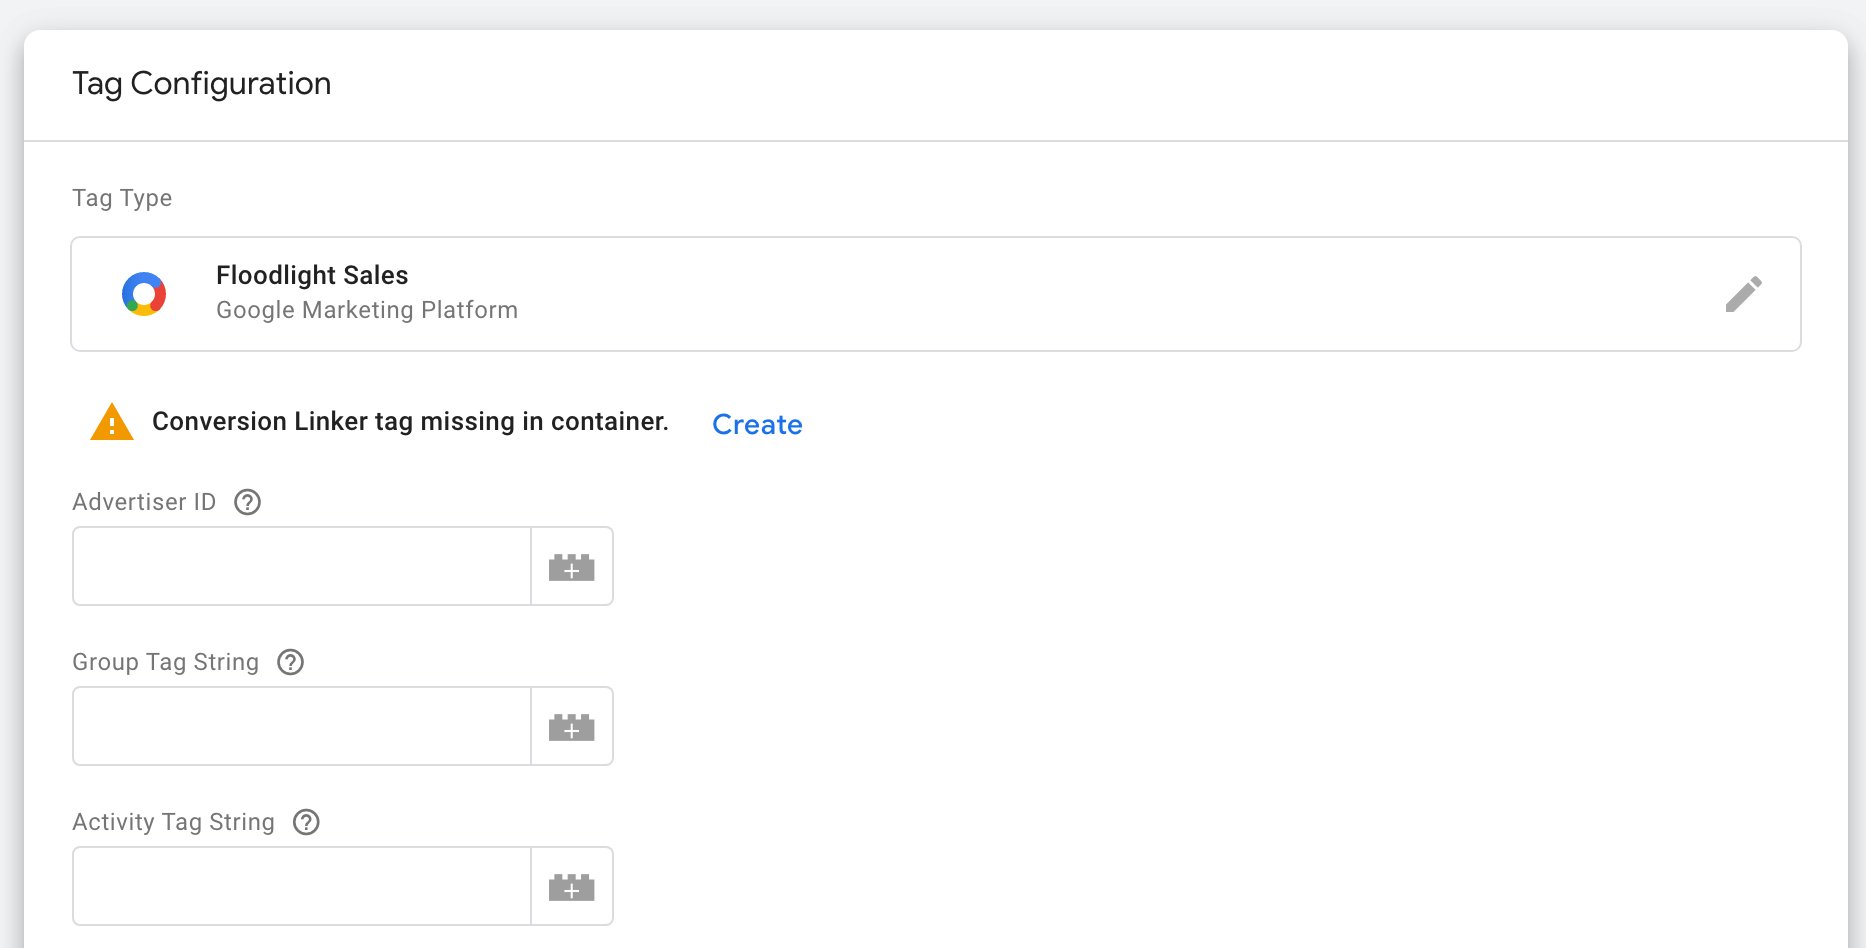 Tag Configuration
Tag Type
Floodlight Sales
Google Marketing Platform
Conversion Linker tag missing in container. Create
Advertiser ID
Group Tag String
Activity Tag String